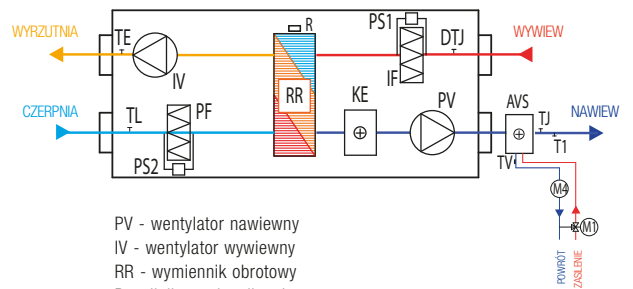 WYRZUTNIA
TE
IV
R
RR
PS1
IF
DTJ
WYWIEW
CZERPNIA
TL
PF
PS2
KE
PV
AVS
TJ
T1
NAWIEW
TV
M4
M1
POWRÓT
ZASILENIE
PV - wentylator nawiewny
IV - wentylator wywiewny
RR - wymiennik obrotowy